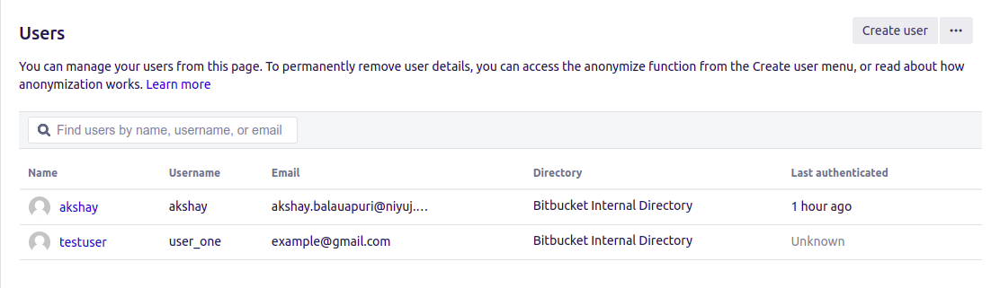 Users
Create user
You can manage your users from this page. To permanently remove user details, you can access the anonymize function from the Create user menu, or read about how
anonymization works. Learn more
Find users by name, username, or email
Name Username Email Directory Last authenticated
akshay akshay akshay.balauapuri@niyuj.... Bitbucket Internal Directory 1 hour ago
testuser user_one example@gmail.com Bitbucket Internal Directory Unknown